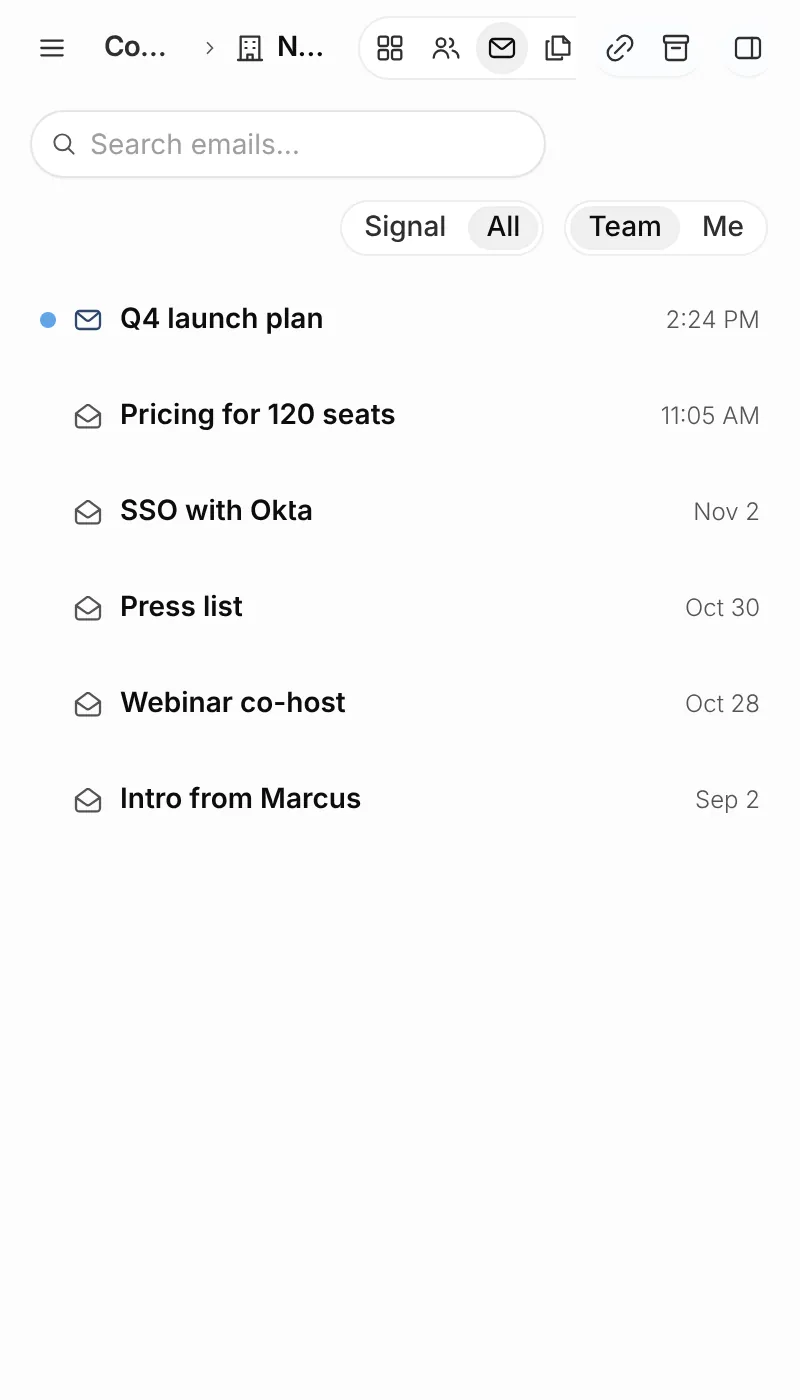 Co...
N...
Search emails...
Signal All Team Me
Q4 launch plan 2:24 PM
Pricing for 120 seats 11:05 AM
SSO with Okta Nov 2
Press list Oct 30
Webinar co-host Oct 28
Intro from Marcus Sep 2